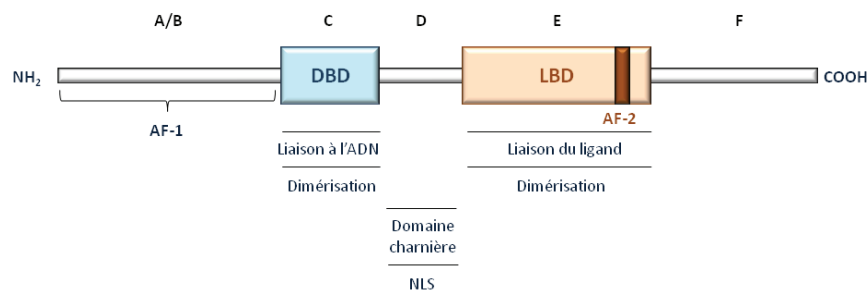 A/B C D E F
NH2 DBD LBD COOH
AF-1 AF-2
Liaison à l'ADN Liaison du ligand
Dimérisation Dimérisation
Domaine
charnière
NLS